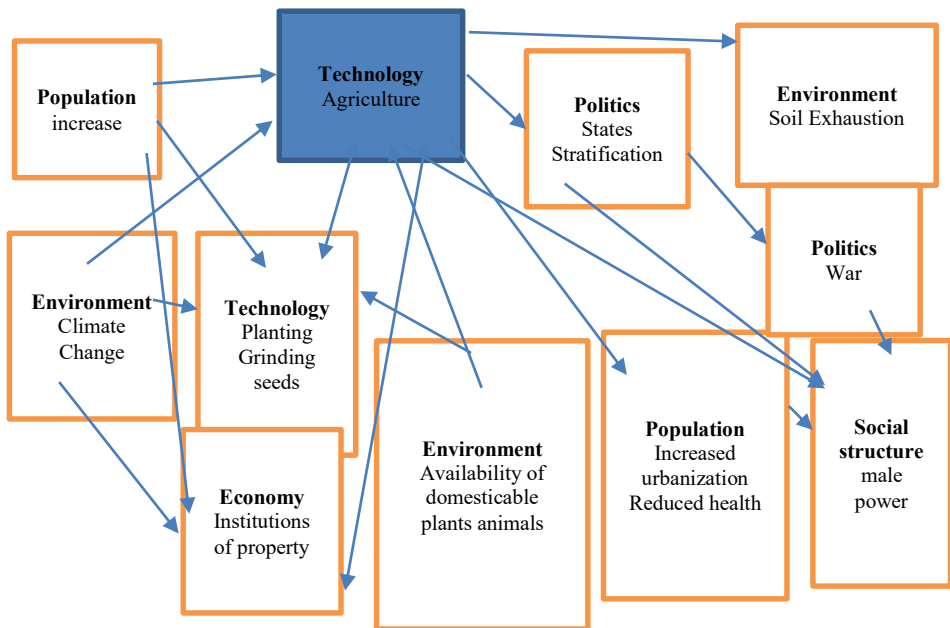 Population
increase
Technology
Agriculture
Politics
States
Stratification
Environment
Soil Exhaustion
Environment
Climate
Change
Technology
Planting
Grinding
seeds
Politics
War
Economy
Institutions
of property
Environment
Availability of
domesticable
plants animals
Population
Increased
urbanization
Reduced health
Social
structure
male
power